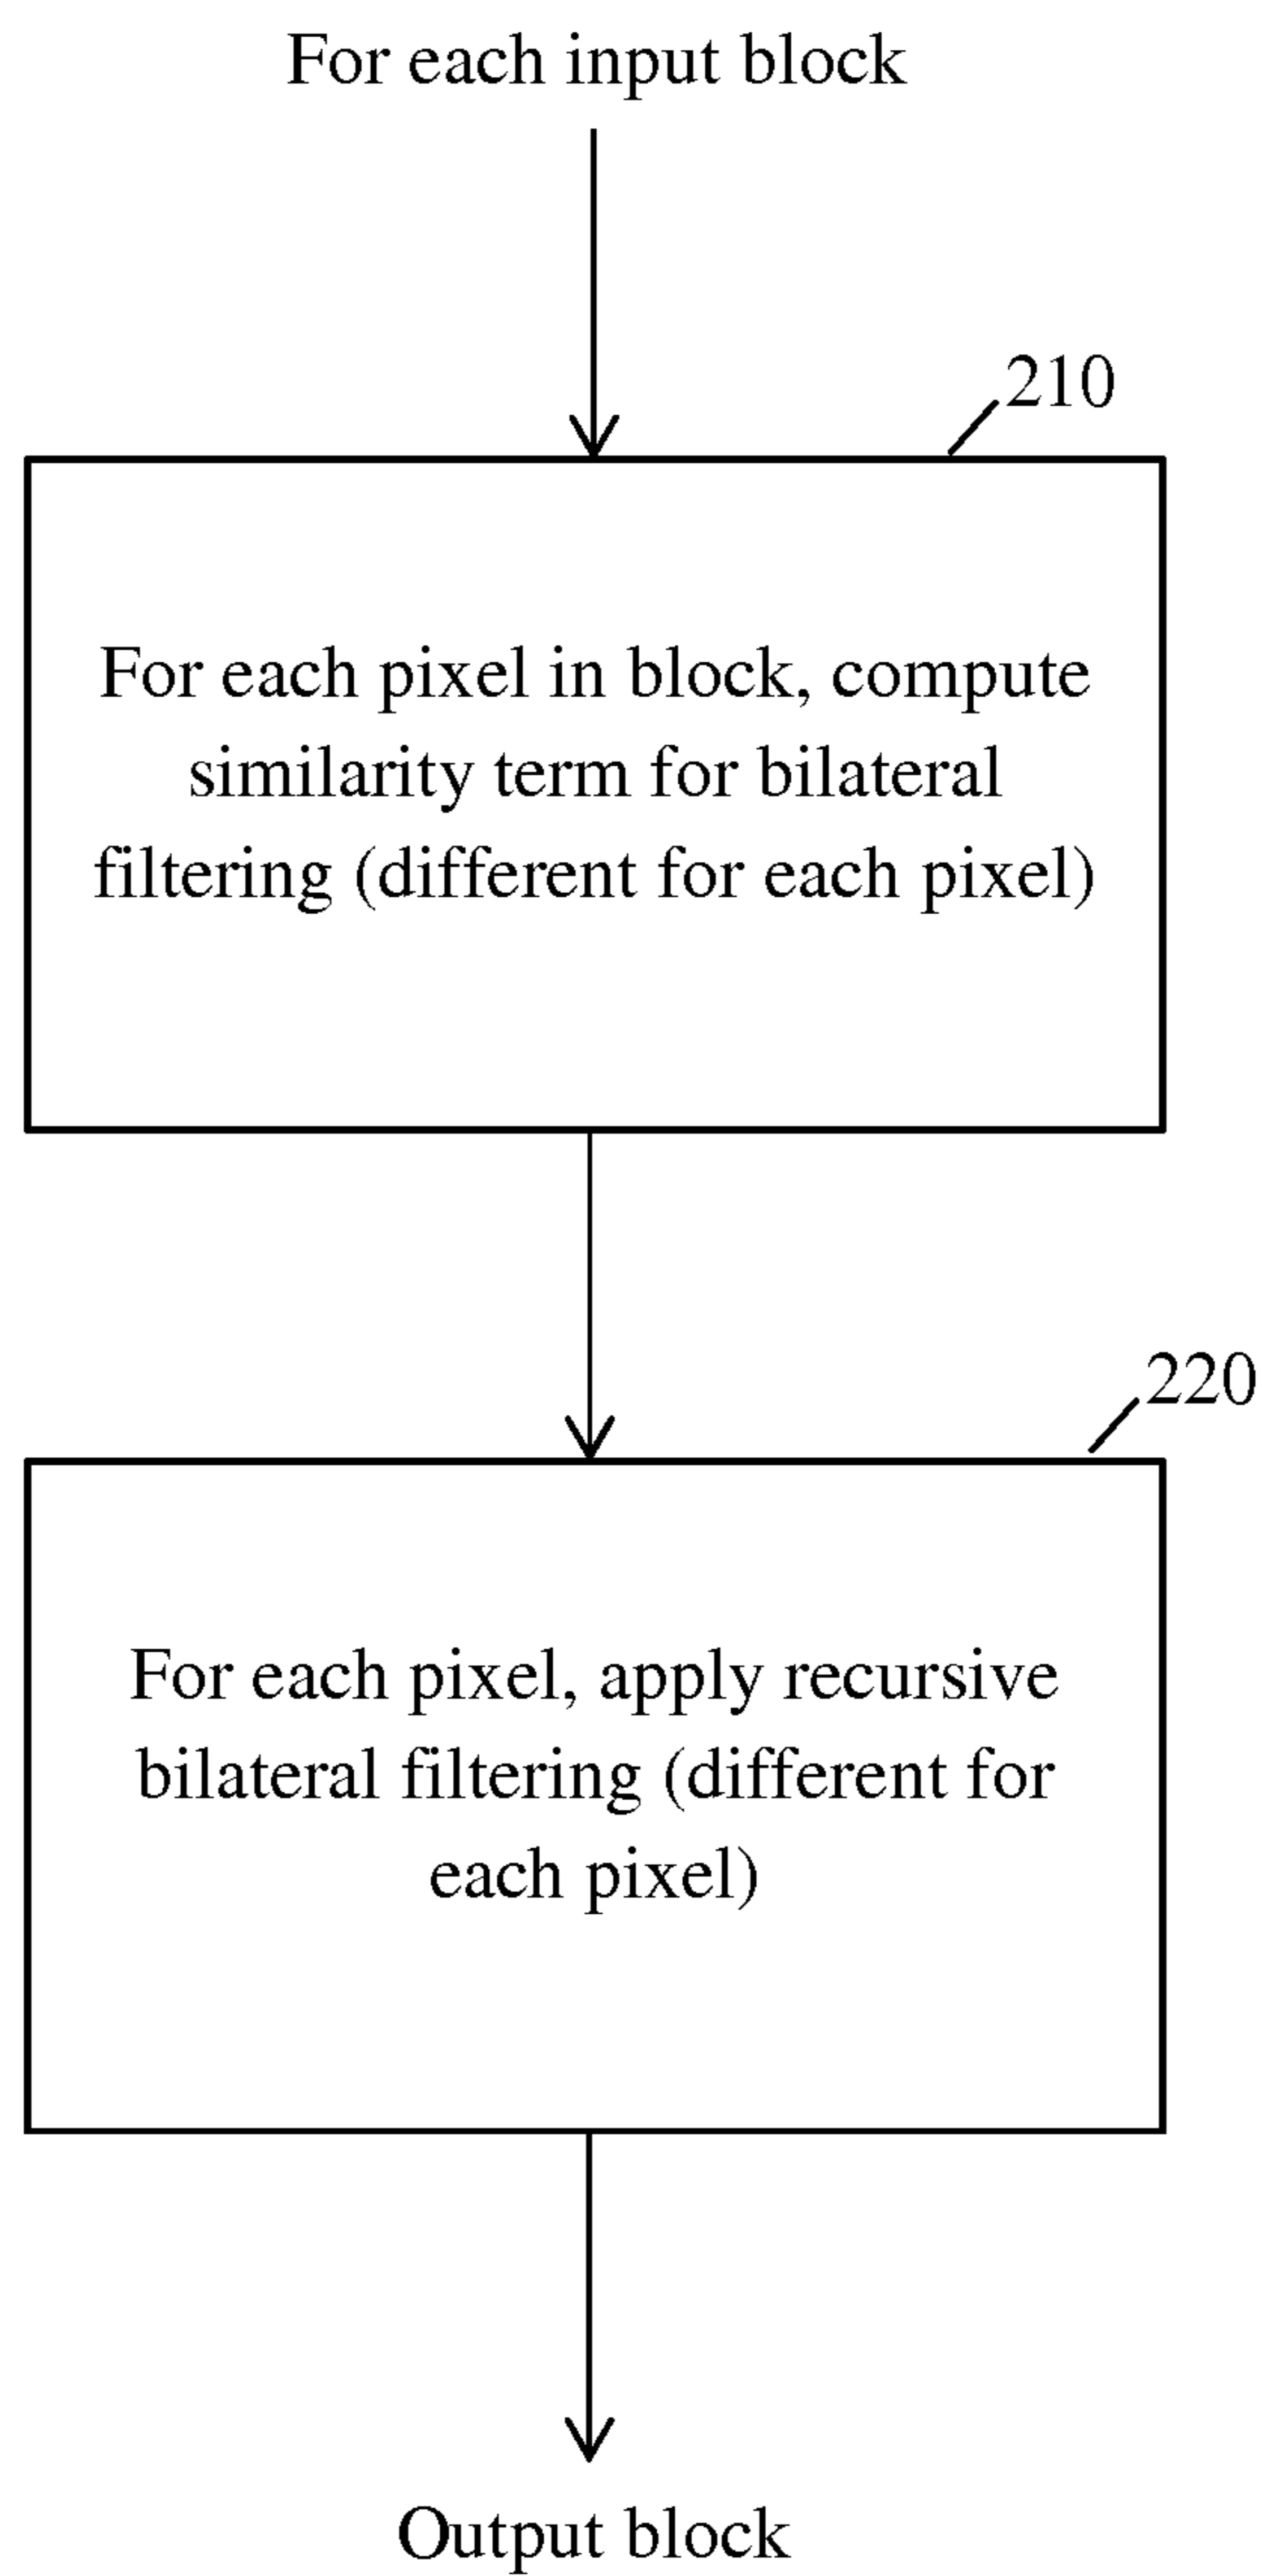 For each input block
210
For each pixel in block, compute
similarity term for bilateral
filtering (different for each pixel)
220
For each pixel, apply recursive
bilateral filtering (different for
each pixel)
Output block